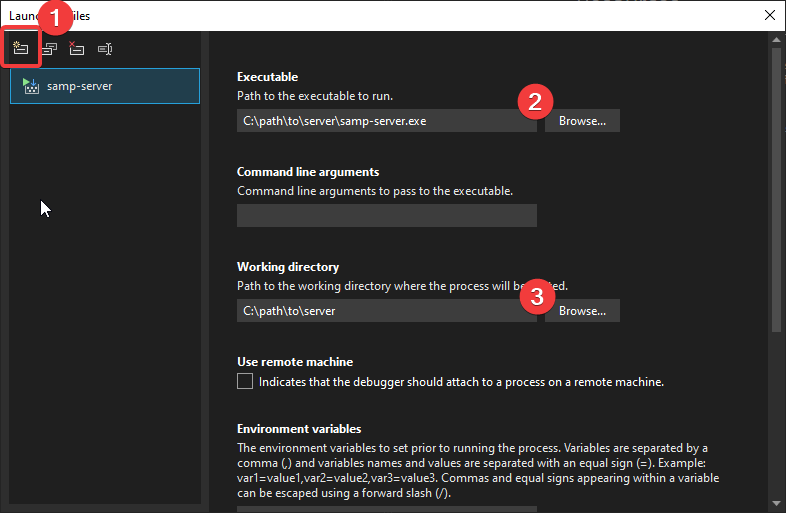 Laun files
1
samp-server
Executable
Path to the executable to run.
2
C:\path\to\server\samp-server.exe
Browse...
Command line arguments
Command line arguments to pass to the executable.
Working directory
Path to the working directory where the process will be
3
C:\path\to\server
Browse...
Use remote machine
Indicates that the debugger should attach to a process on a remote machine.
Environment variables
The environment variables to set prior to running the process. Variables are separated by a
comma (,) and variables names and values are separated with an equal sign (=). Example:
var1=value1,var2=value2,var3=value3. Commas and equal signs appearing within a variable
can be escaped using a forward slash (/).